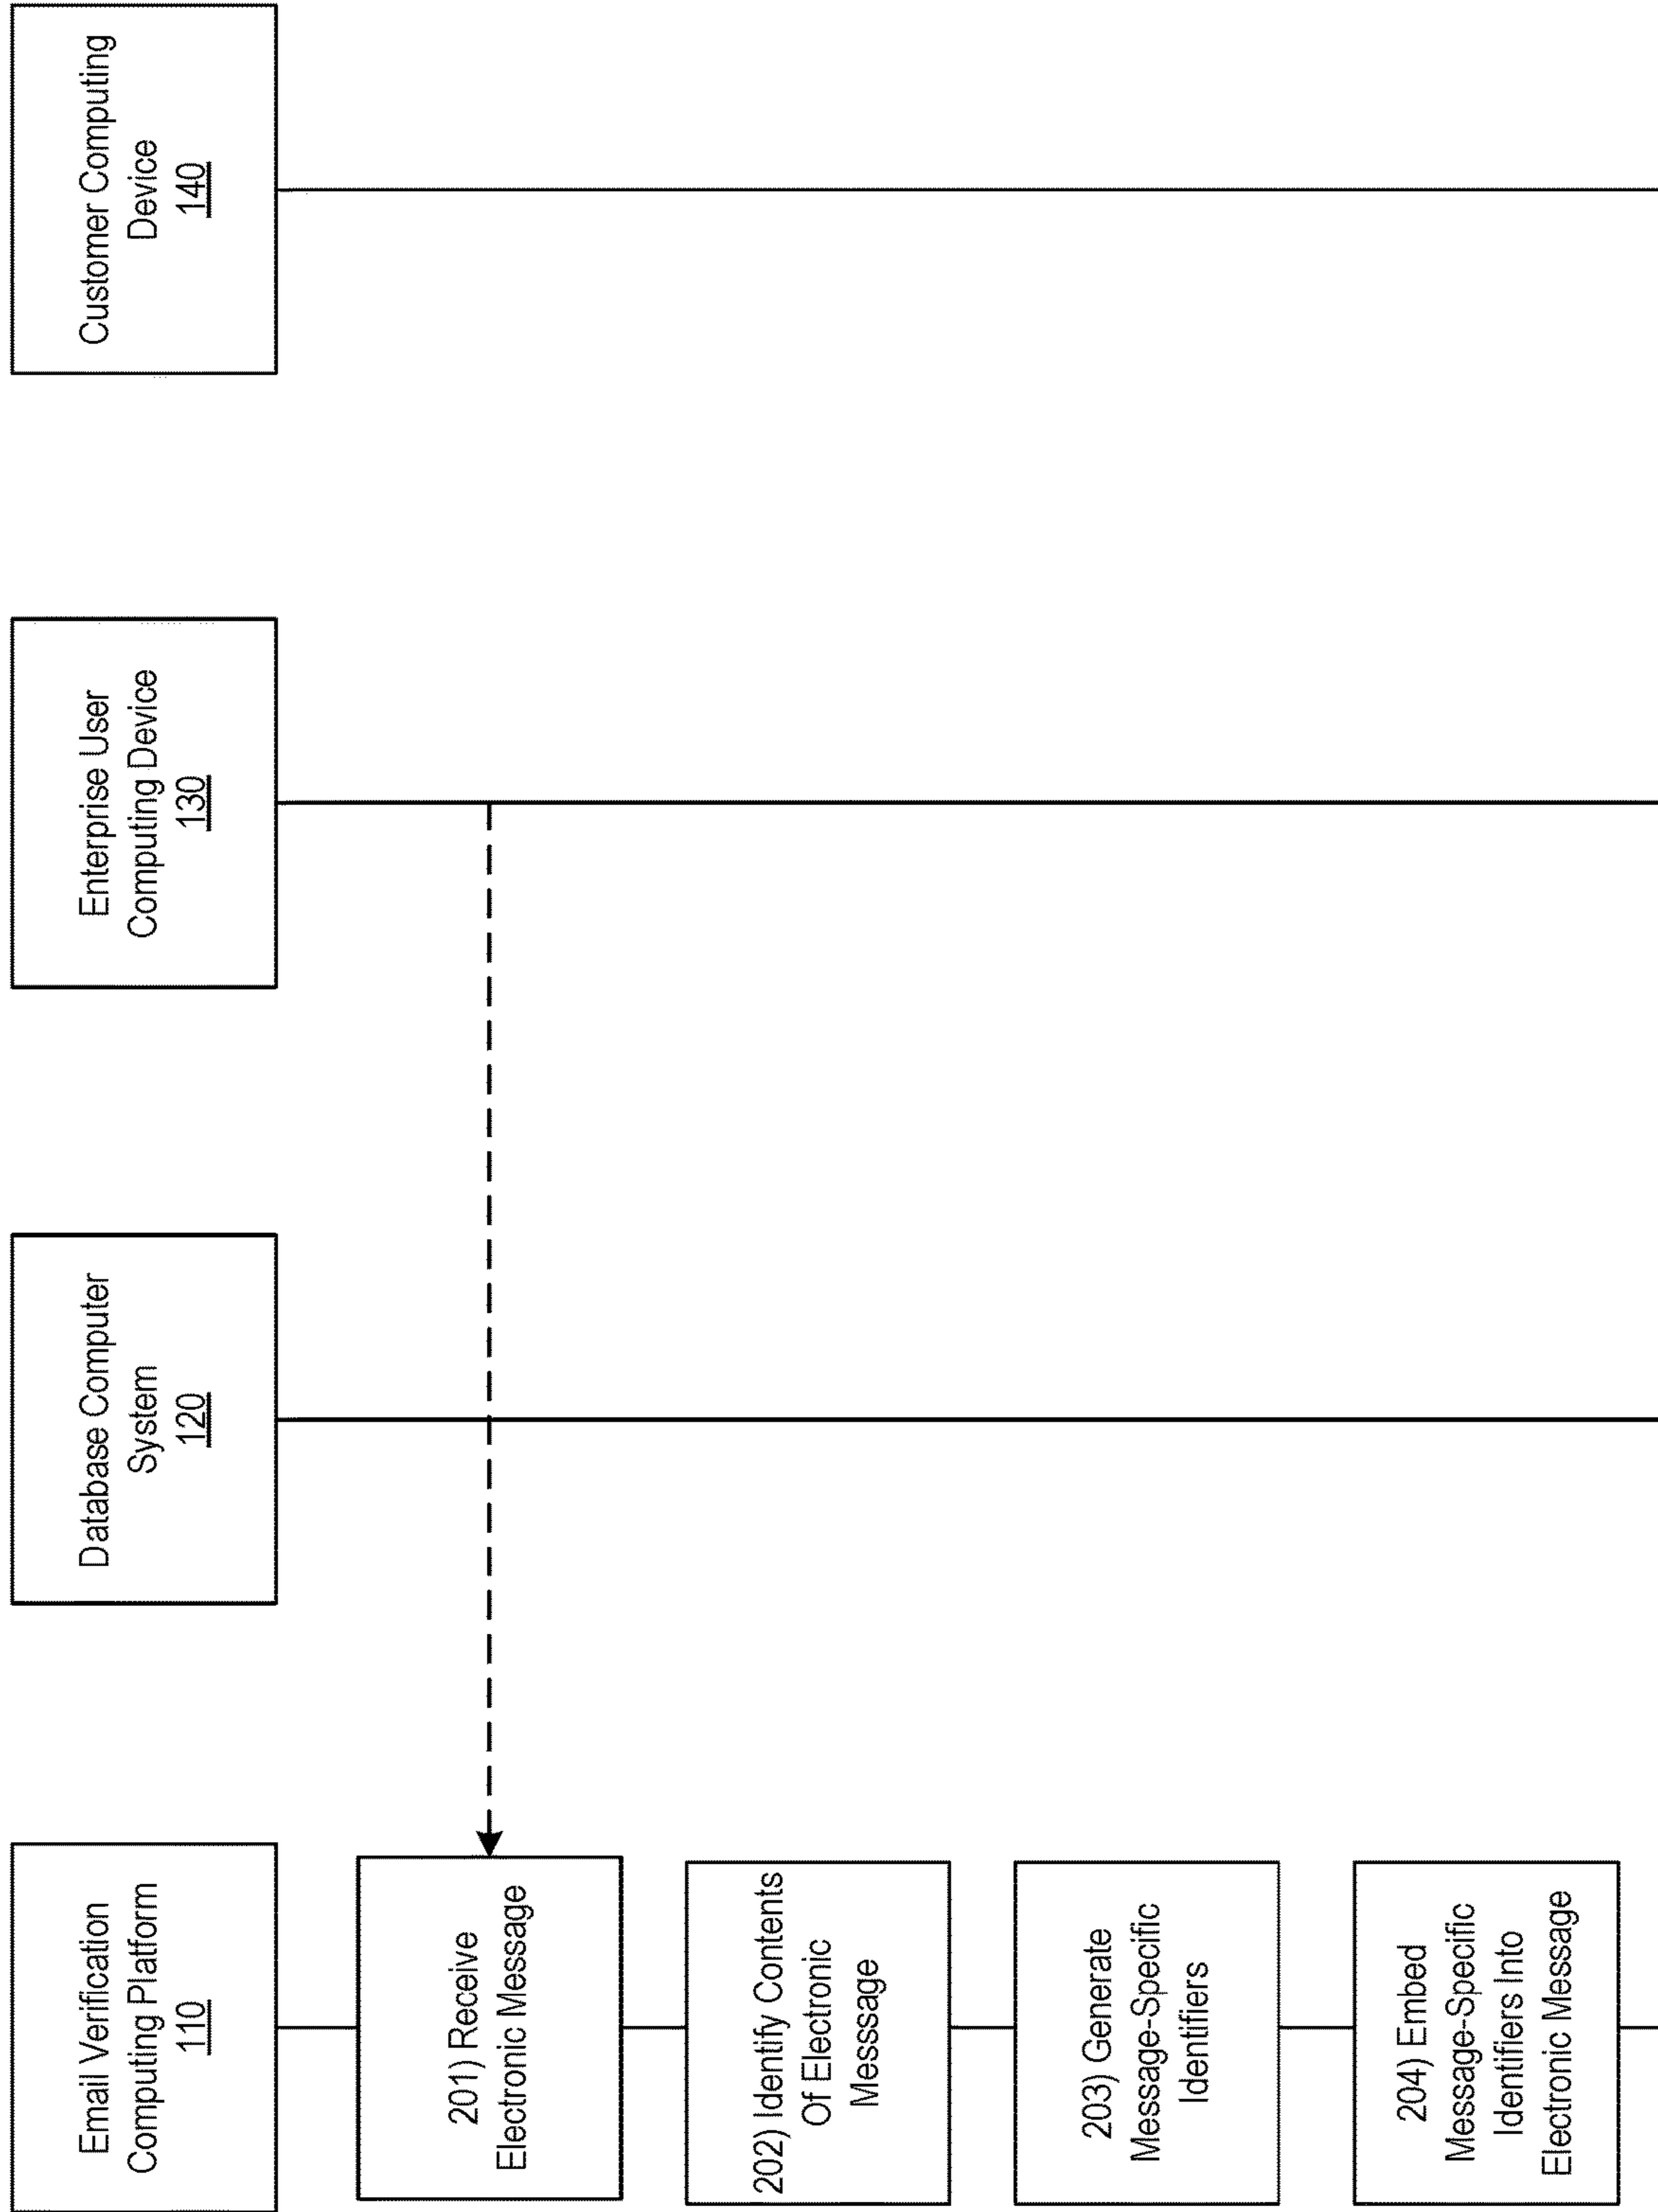 Email Verification
Computing Platform
110
Database Computer
System
120
Enterprise User
Computing Device
130
Customer Computing
Device
140
201) Receive
Electronic Message
202) Identify Contents
Of Electronic
Messsage
203) Generate
Message-Specific
Identifiers
204) Embed
Message-Specific
Identifiers Into
Electronic Message